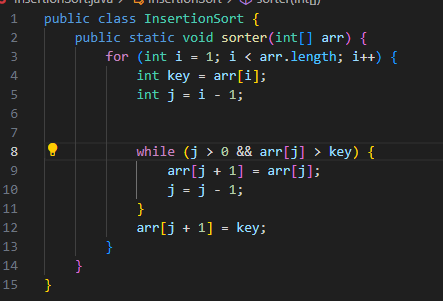 InsertionSort.java > InsertionSort > sorter(int[])
1 public class InsertionSort {
2 public static void sorter(int[] arr) {
3 for (int i = 1; i < arr.length; i++) {
4 int key = arr[i];
5 int j = i - 1;
6
7
8 while (j > 0 && arr[j] > key) {
9 arr[j + 1] = arr[j];
10 j = j - 1;
11 }
12 arr[j + 1] = key;
13 }
14 }
15 }